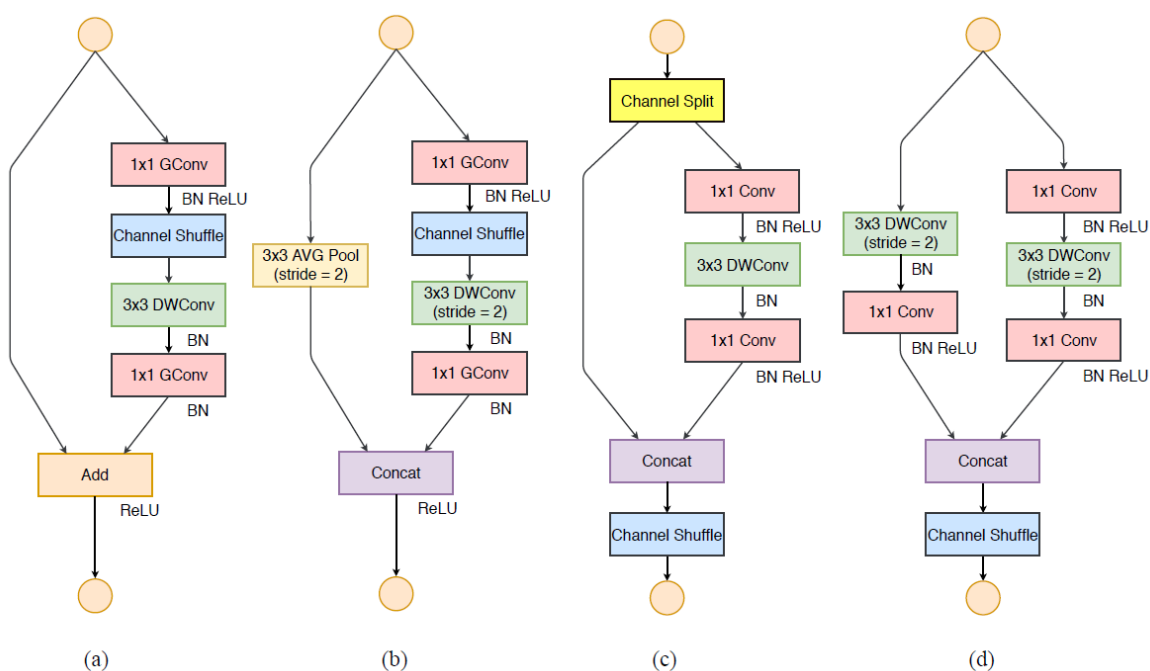 1x1 GConv
BN ReLU
Channel Shuffle
3x3 DWConv
BN
1x1 GConv
BN
Add
ReLU
(a)
1x1 GConv
BN ReLU
Channel Shuffle
3x3 AVG Pool
(stride = 2)
3x3 DWConv
(stride = 2)
BN
1x1 GConv
BN
Concat
ReLU
(b)
Channel Split
1x1 Conv
BN ReLU
3x3 DWConv
BN
1x1 Conv
BN ReLU
Concat
Channel Shuffle
(c)
3x3 DWConv
(stride = 2)
BN
1x1 Conv
BN ReLU
1x1 Conv
BN ReLU
3x3 DWConv
(stride = 2)
BN
1x1 Conv
BN ReLU
Concat
Channel Shuffle
(d)